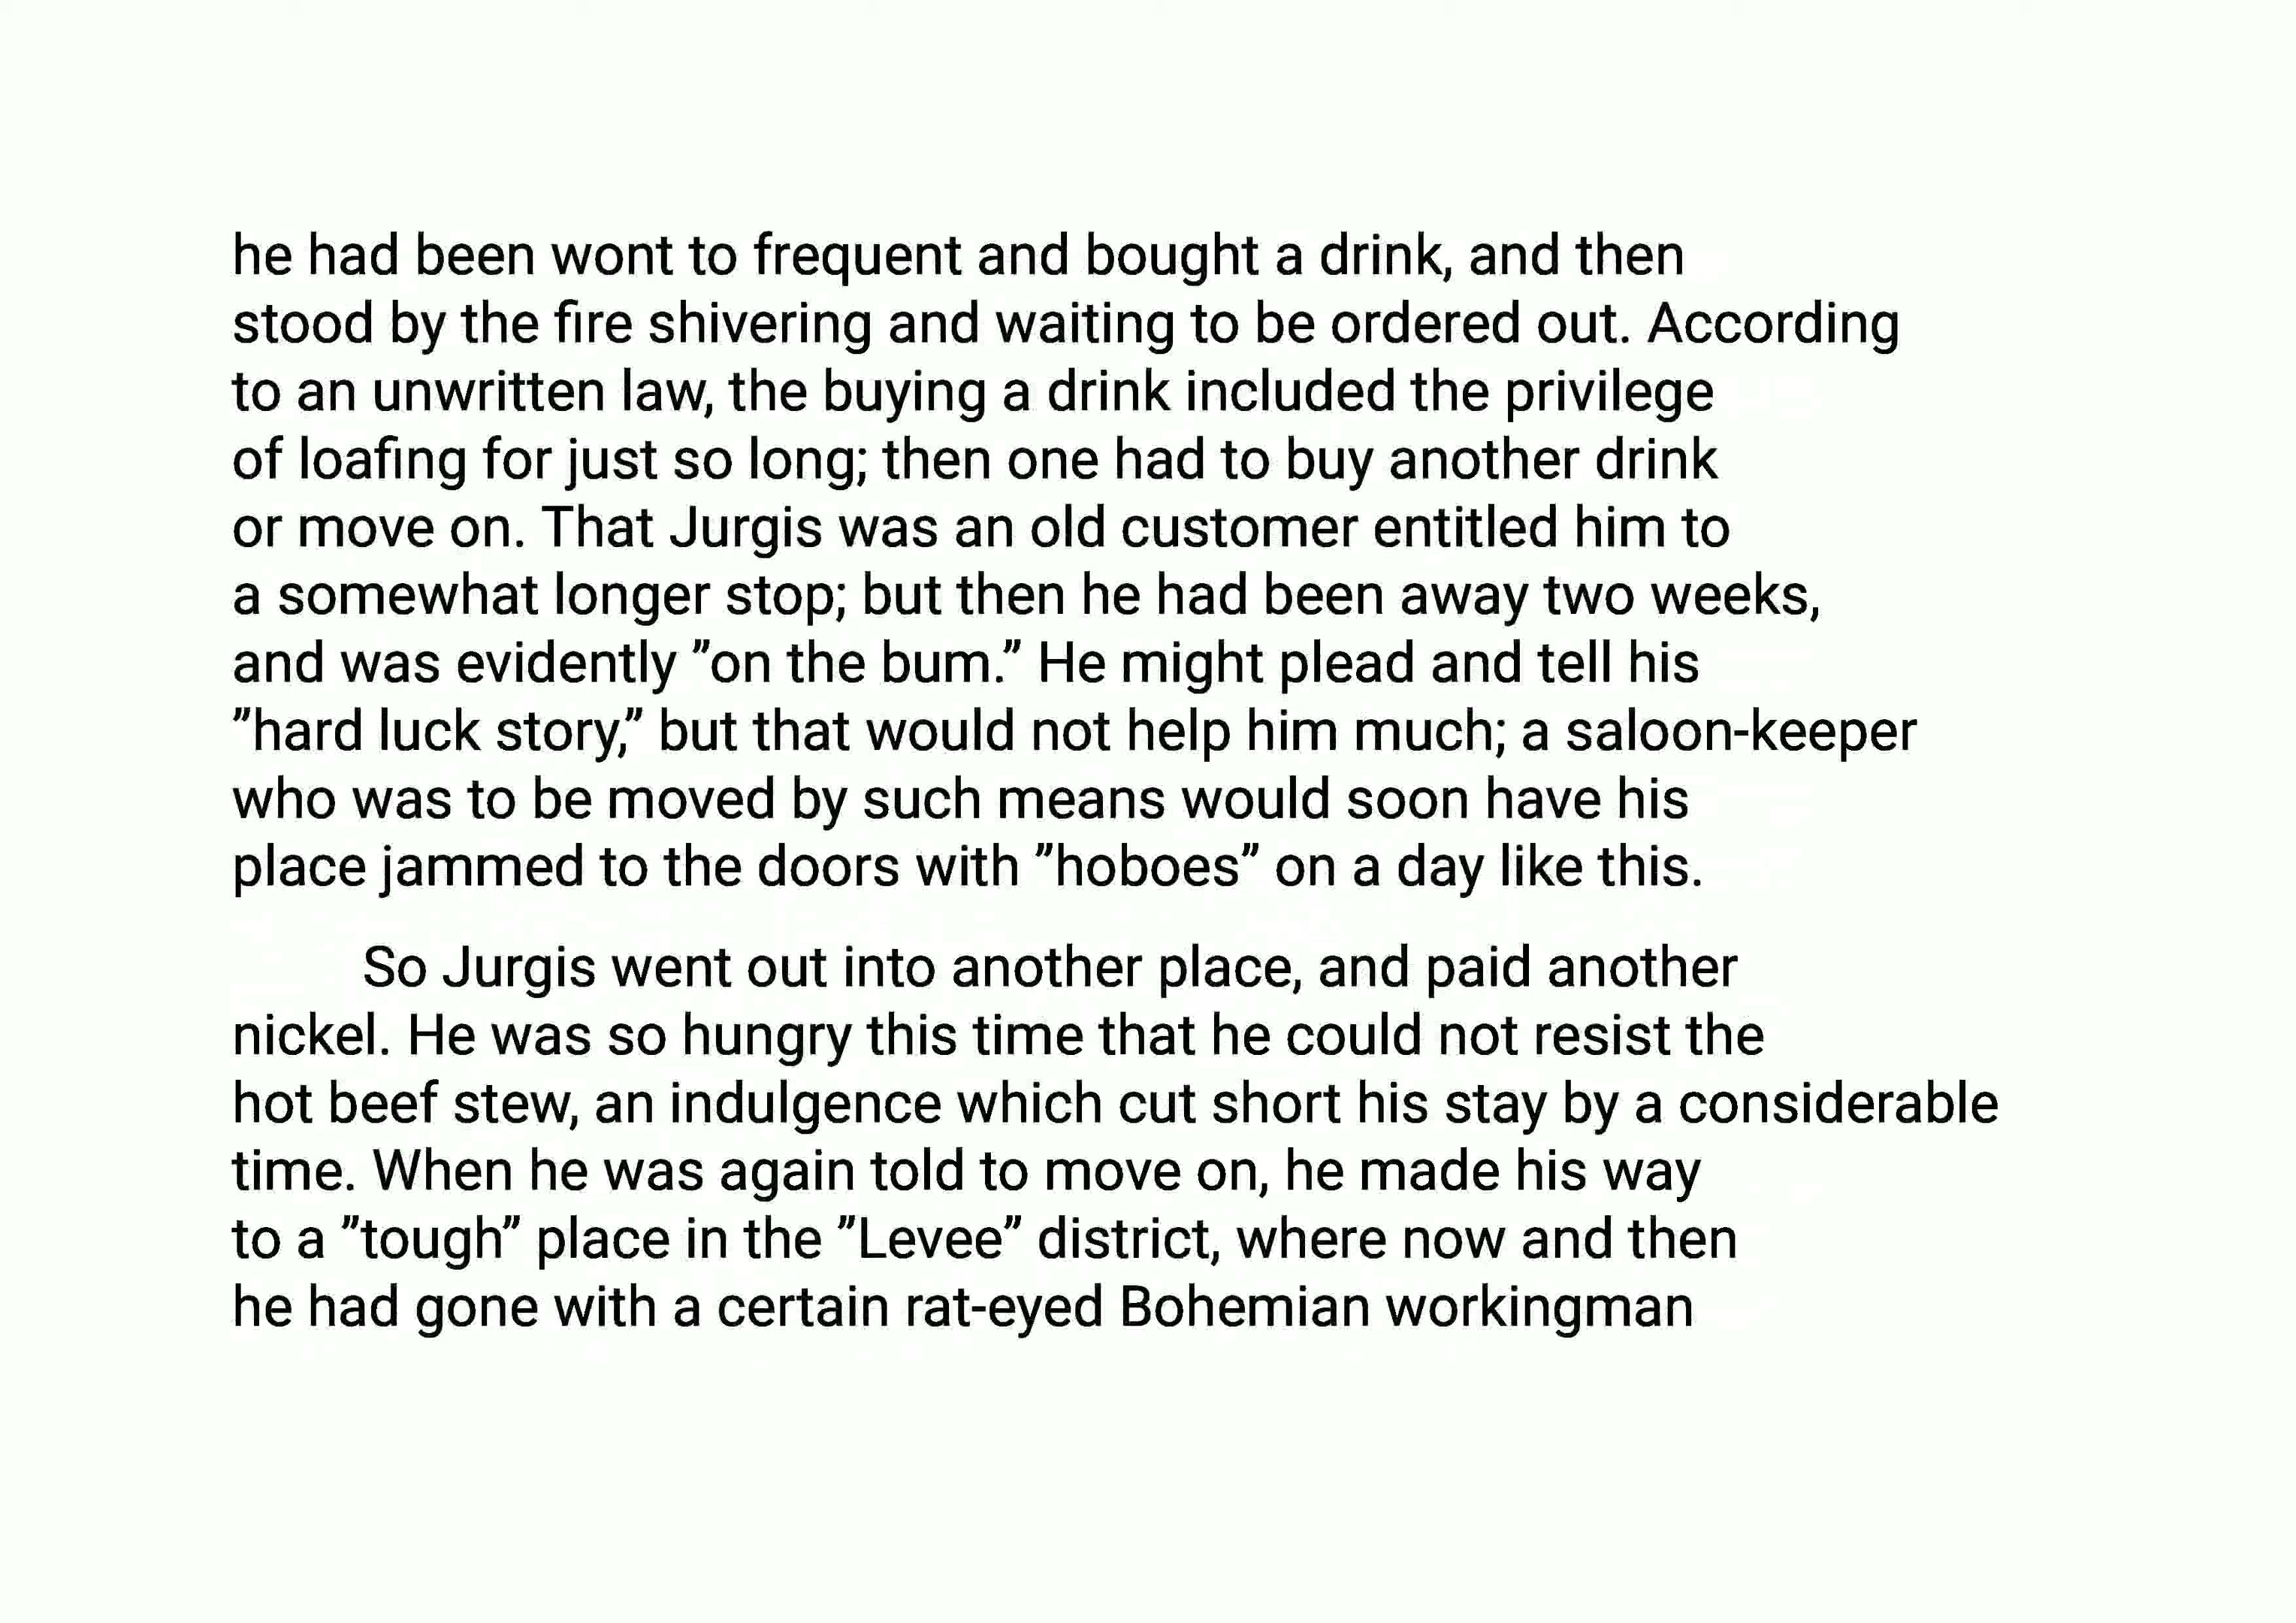 he had been wont to frequent and bought a drink, and then
stood by the fire shivering and waiting to be ordered out. According
to an unwritten law, the buying a drink included the privilege
of loafing for just so long; then one had to buy another drink
or move on. That Jurgis was an old customer entitled him to
a somewhat longer stop; but then he had been away two weeks,
and was evidently ”on the bum.” He might plead and tell his
”hard luck story,” but that would not help him much; a saloon-keeper
who was to be moved by such means would soon have his
place jammed to the doors with ”hoboes” on a day like this.
So Jurgis went out into another place, and paid another
nickel. He was so hungry this time that he could not resist the
hot beef stew, an indulgence which cut short his stay by a considerable
time. When he was again told to move on, he made his way
to a ”tough” place in the ”Levee” district, where now and then
he had gone with a certain rat-eyed Bohemian workingman